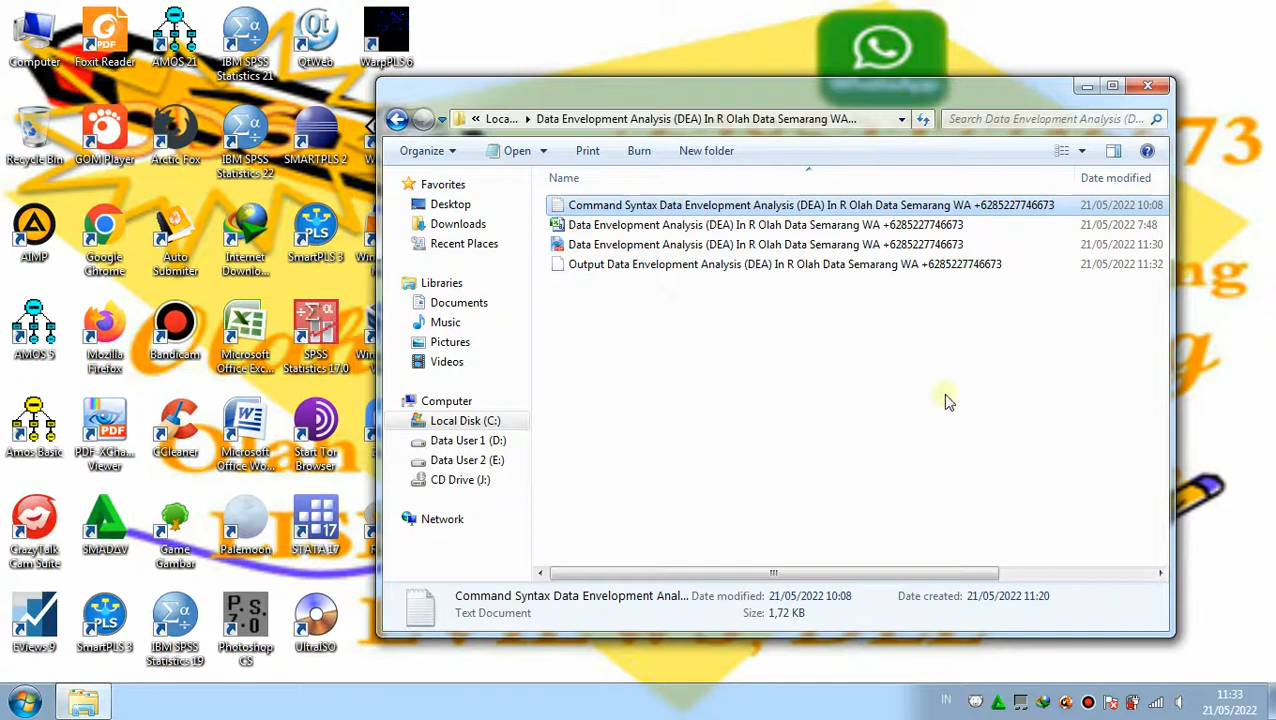 Computer
Foxit Reader
AMOS 21
IBM SPSS
Statistics 21
QtWeb
WarpPLS 6
Recycle Bin
GOM Player
Arctic Fox
IBM SPSS
Statistics 22
SMARTPLS 2
AIMP
Google
Chrome
Auto
Submiter
Internet
Downlo...
SmartPLS 3
AMOS 5
Mozilla
Firefox
Bandicam
Microsoft
Office Exc...
SPSS
Statistics 17.0
Amos Basic
PDF-XCha...
Viewer
CCleaner
Microsoft
Office Wo...
Start Tor
Browser
CrazyTalk
Cam Suite
SMADAV
Game
Gambar
Palemoon
STATA 17
EViews 9
SmartPLS 3
IBM SPSS
Statistics 19
Photoshop
CS
UltraISO
« Loca... ▸ Data Envelopment Analysis (DEA) In R Olah Data Semarang WA...
Search Data Envelopment Analysis (D...
Organize Open Print Burn New folder
Name Date modified
Command Syntax Data Envelopment Analysis (DEA) In R Olah Data Semarang WA +6285227746673 21/05/2022 10:08
Data Envelopment Analysis (DEA) In R Olah Data Semarang WA +6285227746673 21/05/2022 7:48
Data Envelopment Analysis (DEA) In R Olah Data Semarang WA +6285227746673 21/05/2022 11:30
Output Data Envelopment Analysis (DEA) In R Olah Data Semarang WA +6285227746673 21/05/2022 11:32
Favorites
Desktop
Downloads
Recent Places
Libraries
Documents
Music
Pictures
Videos
Computer
Local Disk (C:)
Data User 1 (D:)
Data User 2 (E:)
CD Drive (J:)
Network
Command Syntax Data Envelopment Anal... Date modified: 21/05/2022 10:08 Date created: 21/05/2022 11:20
Text Document Size: 1,72 KB
73
ng
IN
11:33
21/05/2022